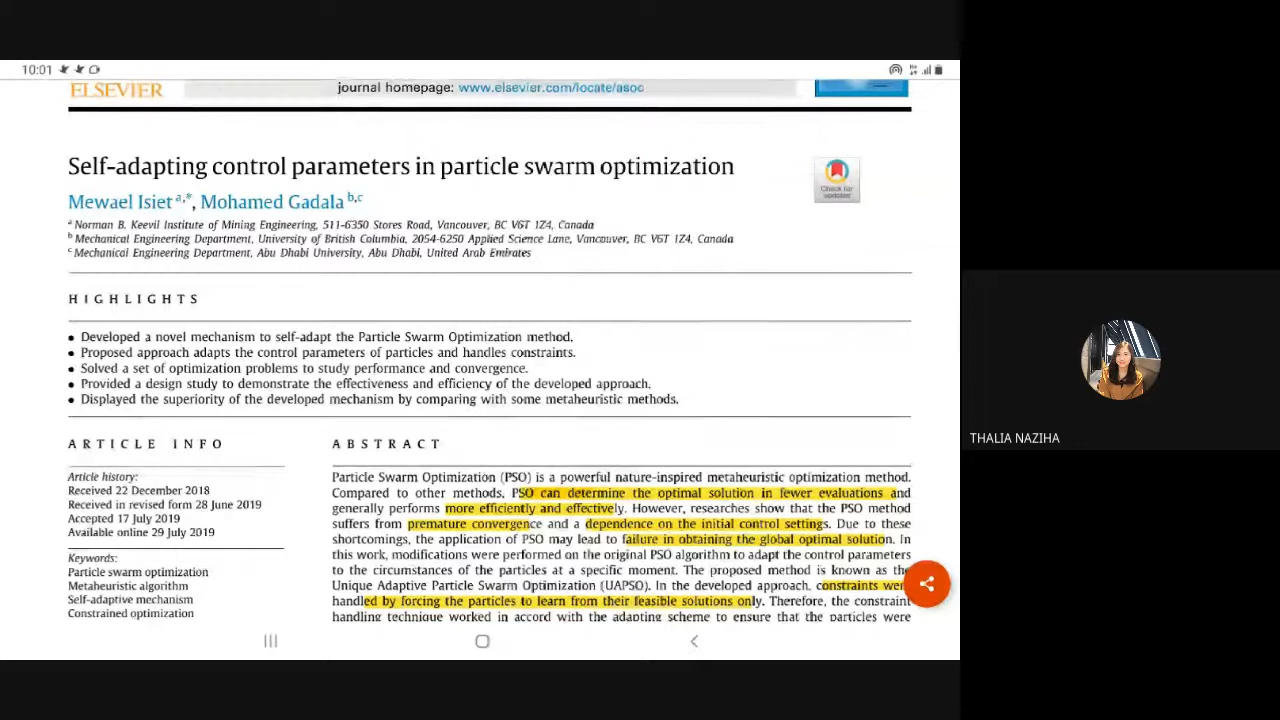 10:01
ELSEVIER
journal homepage: www.elsevier.com/locate/asoc
Self-adapting control parameters in particle swarm optimization
Check for updates
Mewael Isiet a,*, Mohamed Gadala b,c
a Norman B. Keevil Institute of Mining Engineering, 511-6350 Stores Road, Vancouver, BC V6T 1Z4, Canada
b Mechanical Engineering Department, University of British Columbia, 2054-6250 Applied Science Lane, Vancouver, BC V6T 1Z4, Canada
c Mechanical Engineering Department, Abu Dhabi University, Abu Dhabi, United Arab Emirates
HIGHLIGHTS
• Developed a novel mechanism to self-adapt the Particle Swarm Optimization method.
• Proposed approach adapts the control parameters of particles and handles constraints.
• Solved a set of optimization problems to study performance and convergence.
• Provided a design study to demonstrate the effectiveness and efficiency of the developed approach.
• Displayed the superiority of the developed mechanism by comparing with some metaheuristic methods.
ARTICLE INFO
Article history:
Received 22 December 2018
Received in revised form 28 June 2019
Accepted 17 July 2019
Available online 29 July 2019
Keywords:
Particle swarm optimization
Metaheuristic algorithm
Self-adaptive mechanism
Constrained optimization
ABSTRACT
Particle Swarm Optimization (PSO) is a powerful nature-inspired metaheuristic optimization method.
Compared to other methods, PSO can determine the optimal solution in fewer evaluations and
generally performs more efficiently and effectively. However, researches show that the PSO method
suffers from premature convergence and a dependence on the initial control settings. Due to these
shortcomings, the application of PSO may lead to failure in obtaining the global optimal solution. In
this work, modifications were performed on the original PSO algorithm to adapt the control parameters
to the circumstances of the particles at a specific moment. The proposed method is known as the
Unique Adaptive Particle Swarm Optimization (UAPSO). In the developed approach, constraints were
handled by forcing the particles to learn from their feasible solutions only. Therefore, the constraint
handling technique worked in accord with the adapting scheme to ensure that the particles were
THALIA NAZIHA